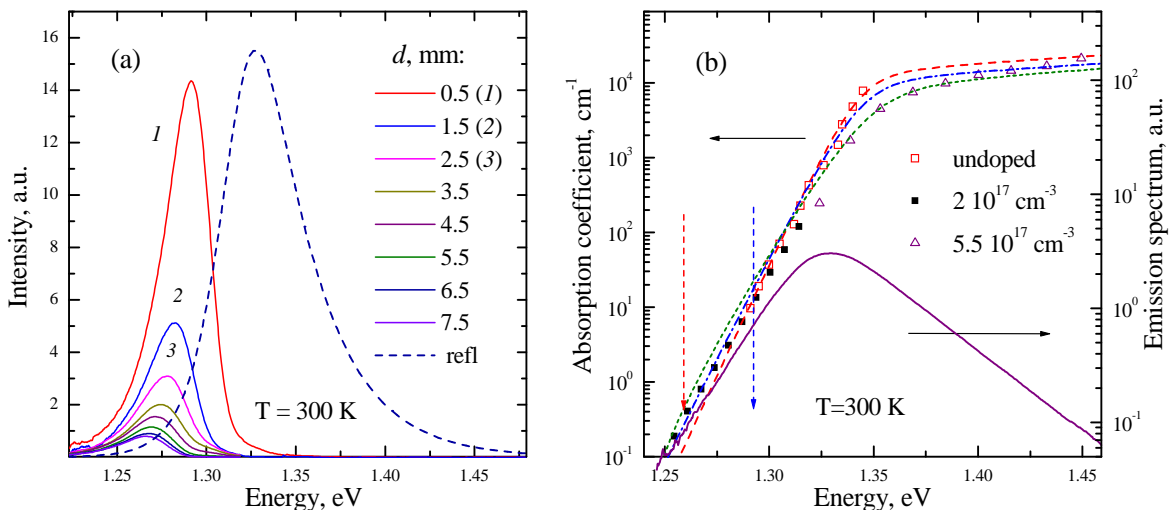 (a)
d, mm:
0.5 (1)
1.5 (2)
2.5 (3)
3.5
4.5
5.5
6.5
7.5
refl
1
2
3
T = 300 K
16
14
12
10
8
6
4
2
Intensity, a.u.
1.25 1.30 1.35 1.40 1.45
Energy, eV
(b)
undoped
2 10^17 cm^-3
5.5 10^17 cm^-3
T=300 K
10^4
10^3
10^2
10^1
10^0
10^-1
Absorption coefficient, cm^-1
10^2
10^1
10^0
10^-1
Emission spectrum, a.u.
1.25 1.30 1.35 1.40 1.45
Energy, eV